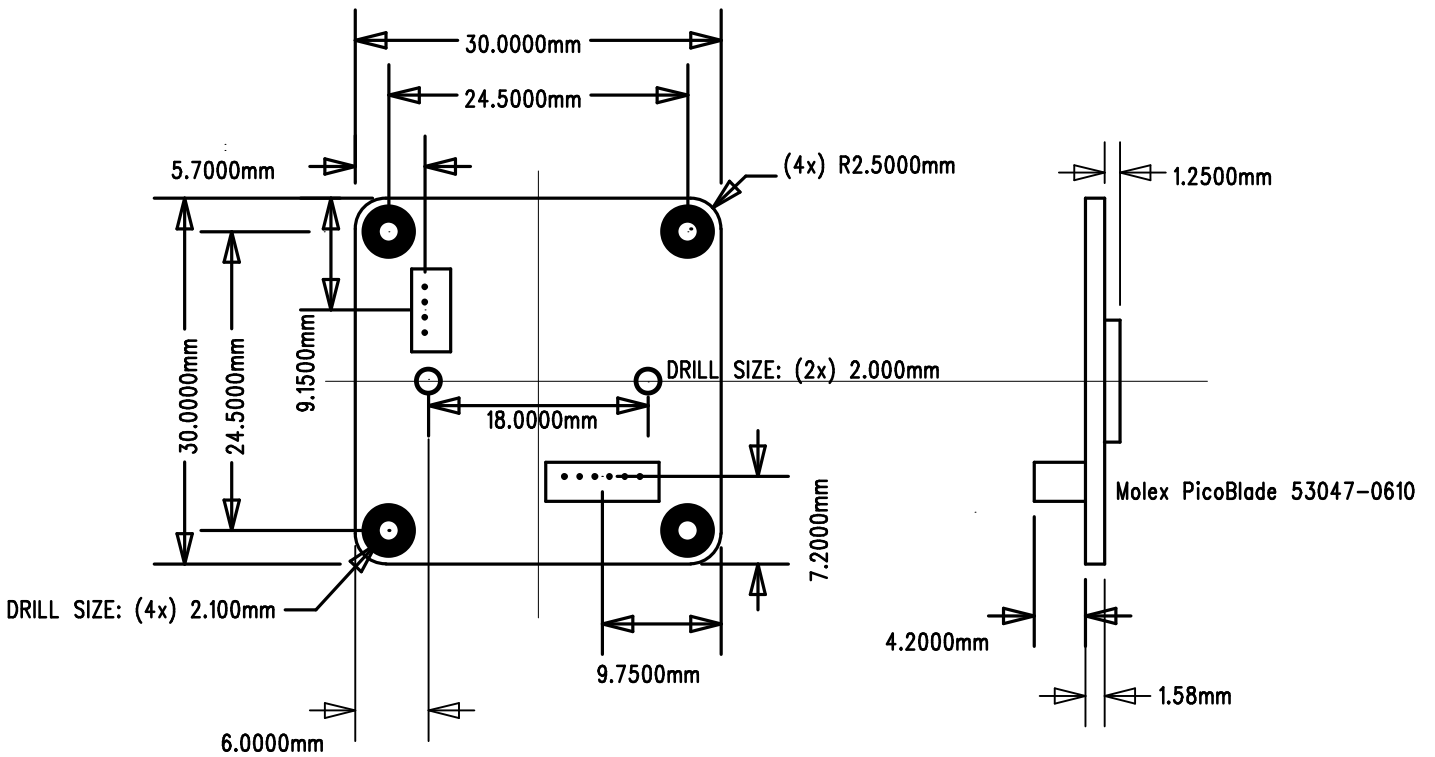 30.0000mm
24.5000mm
5.7000mm
(4x) R2.5000mm
1.2500mm
30.0000mm
24.5000mm
9.1500mm
DRILL SIZE: (2x) 2.000mm
18.0000mm
Molex PicoBlade 53047-0610
7.2000mm
DRILL SIZE: (4x) 2.100mm
4.2000mm
9.7500mm
1.58mm
6.0000mm